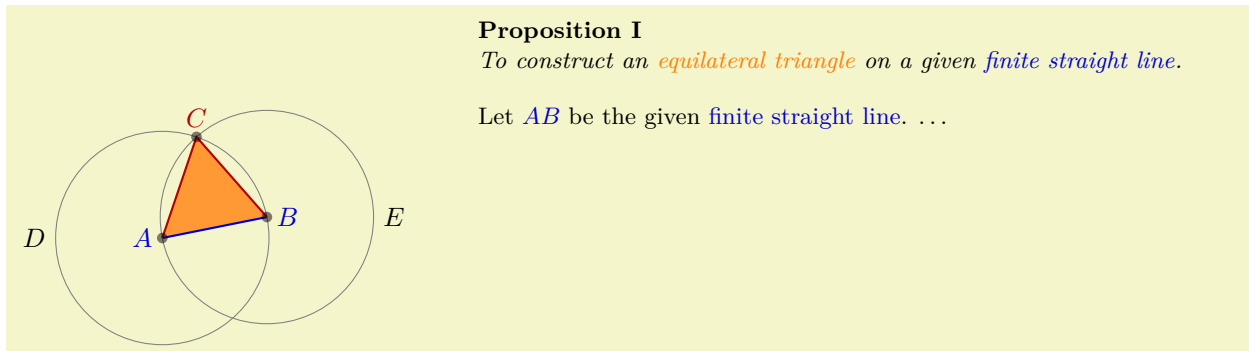 Proposition I
To construct an equilateral triangle on a given finite straight line.
Let AB be the given finite straight line. ...
C
B
E
D
A